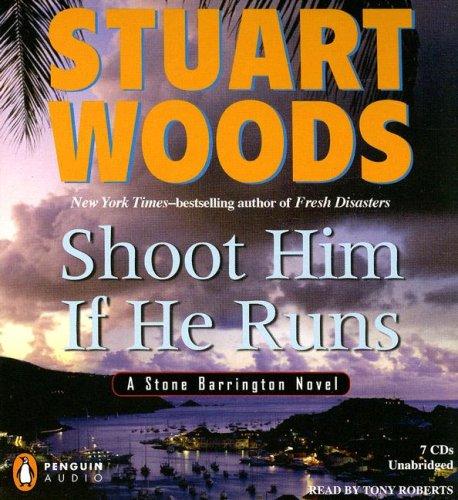 STUART
WOODS
New York Times–bestselling author of Fresh Disasters
Shoot Him
If He Runs
A Stone Barrington Novel
7 CDs
Unabridged
PENGUIN
AUDIO
READ BY TONY ROBERTS